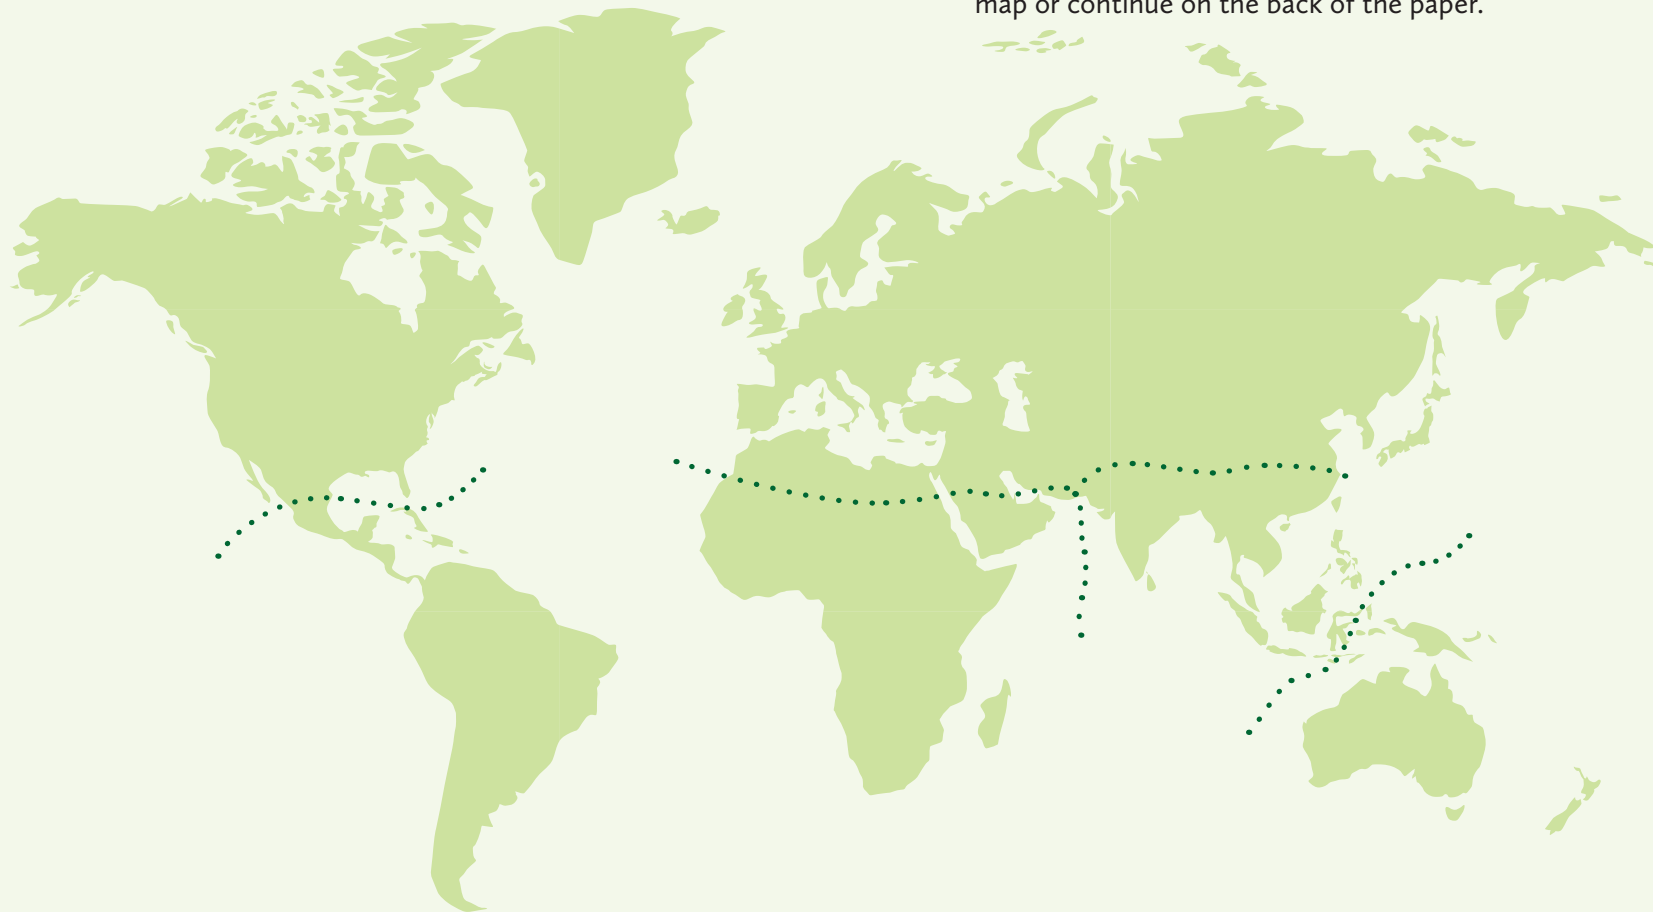 map or continue on the back of the paper.